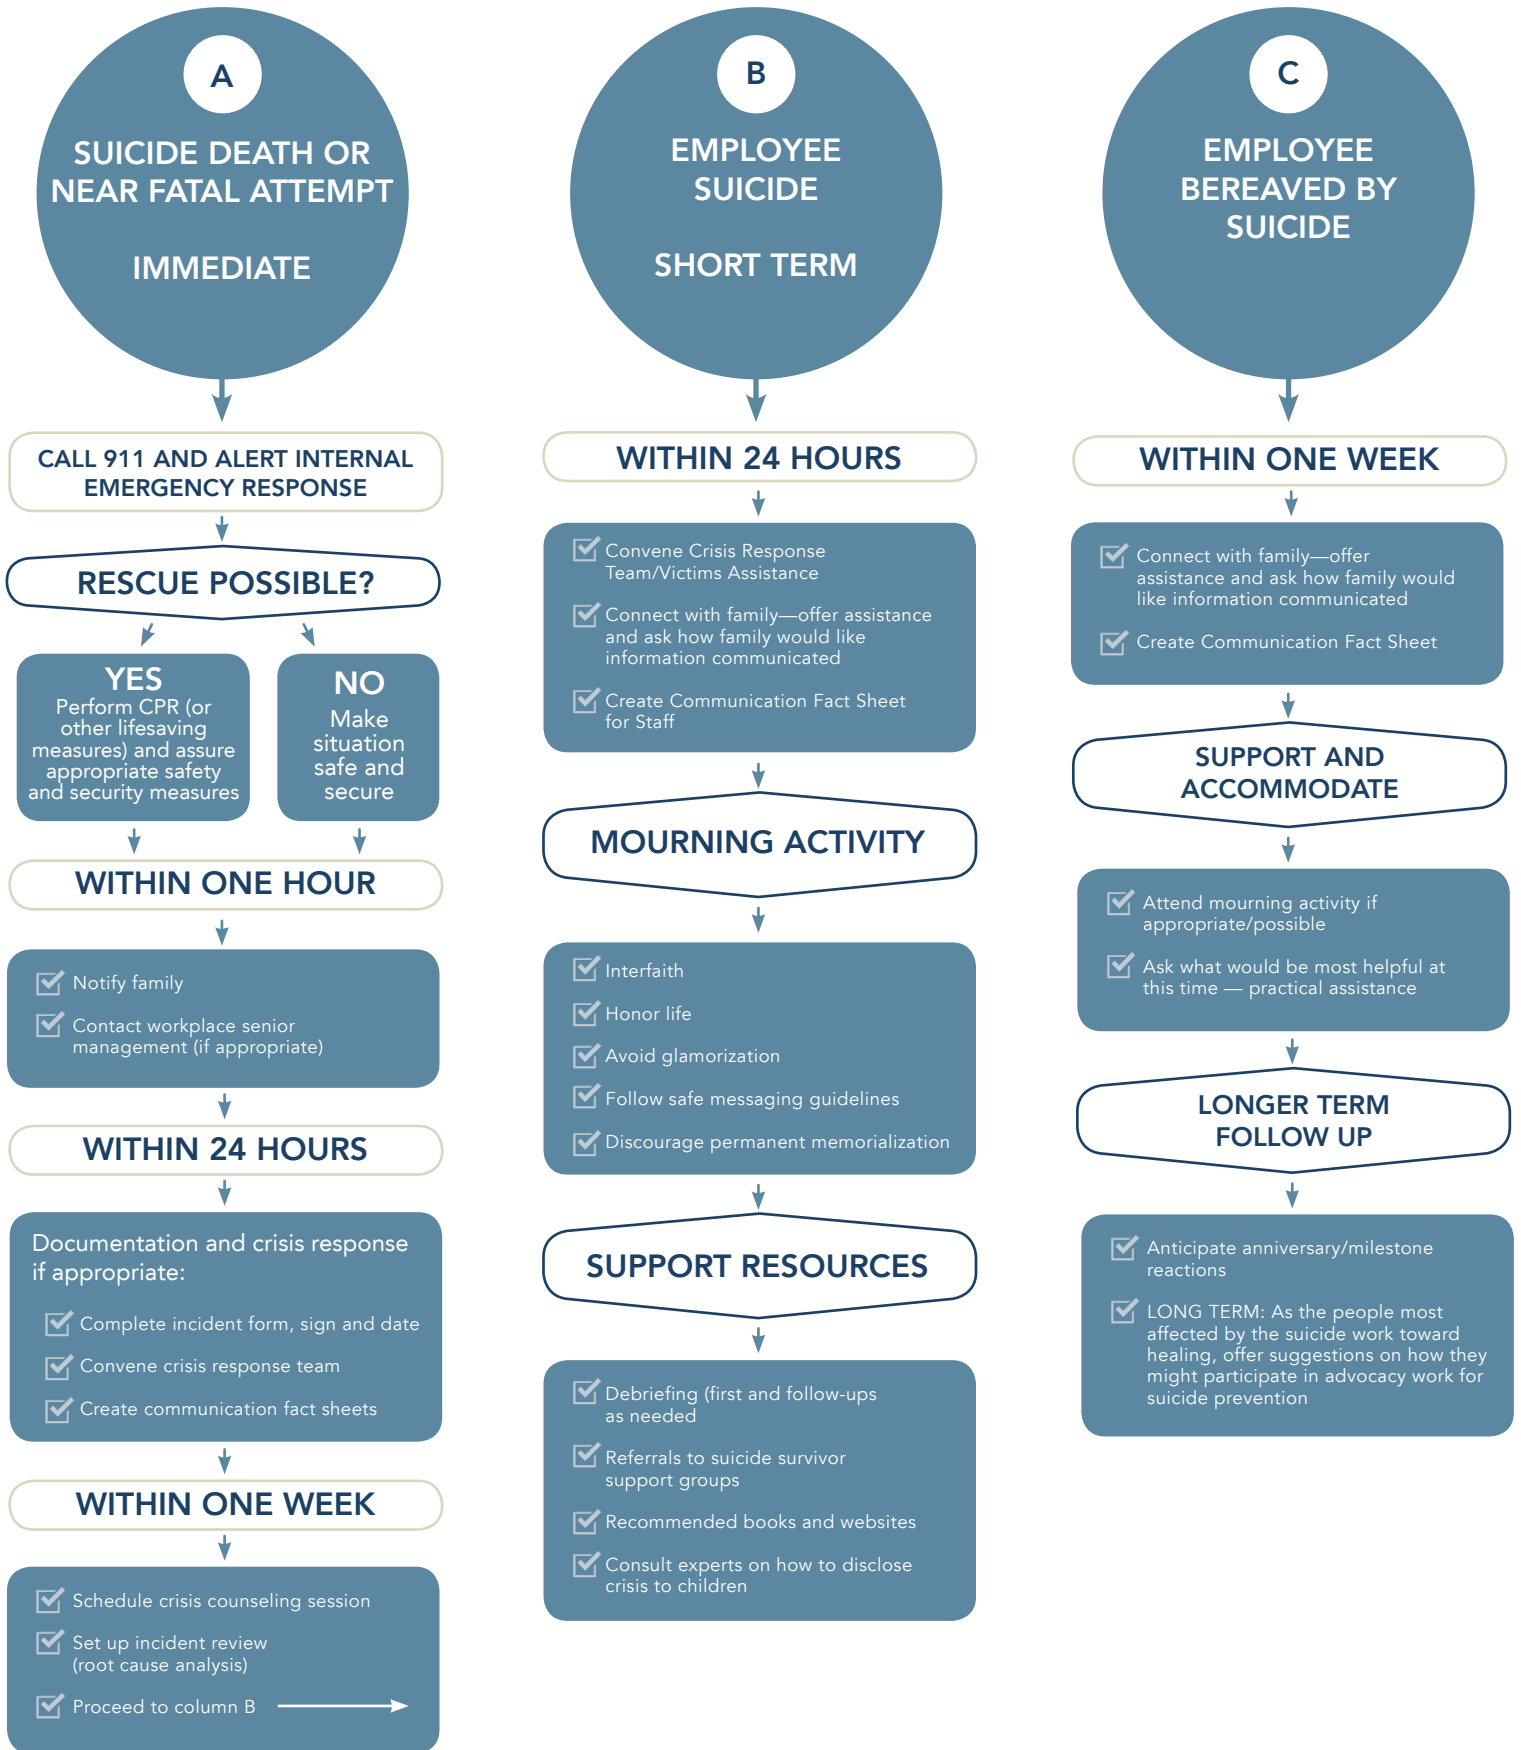 A
SUICIDE DEATH OR
NEAR FATAL ATTEMPT
IMMEDIATE
CALL 911 AND ALERT INTERNAL
EMERGENCY RESPONSE
RESCUE POSSIBLE?
YES
Perform CPR (or
other lifesaving
measures) and assure
appropriate safety
and security measures
NO
Make
situation
safe and
secure
WITHIN ONE HOUR
Notify family
Contact workplace senior
management (if appropriate)
WITHIN 24 HOURS
Documentation and crisis response
if appropriate:
Complete incident form, sign and date
Convene crisis response team
Create communication fact sheets
WITHIN ONE WEEK
Schedule crisis counseling session
Set up incident review
(root cause analysis)
Proceed to column B
B
EMPLOYEE
SUICIDE
SHORT TERM
WITHIN 24 HOURS
Convene Crisis Response
Team/Victims Assistance
Connect with family—offer assistance
and ask how family would like
information communicated
Create Communication Fact Sheet
for Staff
MOURNING ACTIVITY
Interfaith
Honor life
Avoid glamorization
Follow safe messaging guidelines
Discourage permanent memorialization
SUPPORT RESOURCES
Debriefing (first and follow-ups
as needed
Referrals to suicide survivor
support groups
Recommended books and websites
Consult experts on how to disclose
crisis to children
C
EMPLOYEE
BEREAVED BY
SUICIDE
WITHIN ONE WEEK
Connect with family—offer
assistance and ask how family would
like information communicated
Create Communication Fact Sheet
SUPPORT AND
ACCOMMODATE
Attend mourning activity if
appropriate/possible
Ask what would be most helpful at
this time — practical assistance
LONGER TERM
FOLLOW UP
Anticipate anniversary/milestone
reactions
LONG TERM: As the people most
affected by the suicide work toward
healing, offer suggestions on how they
might participate in advocacy work for
suicide prevention